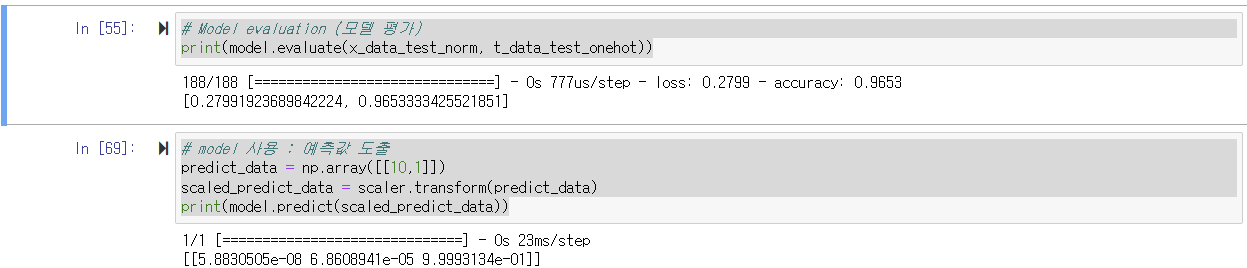 In [55]:
# Model evaluation (모델 평가)
print(model.evaluate(x_data_test_norm, t_data_test_onehot))
188/188 [==============================] - 0s 777us/step - loss: 0.2799 - accuracy: 0.9653
[0.27991923689842224, 0.9653333425521851]
In [69]:
# model 사용 : 예측값 도출
predict_data = np.array([[10,1]])
scaled_predict_data = scaler.transform(predict_data)
print(model.predict(scaled_predict_data))
1/1 [==============================] - 0s 23ms/step
[[5.8830505e-08 6.8608941e-05 9.9993134e-01]]